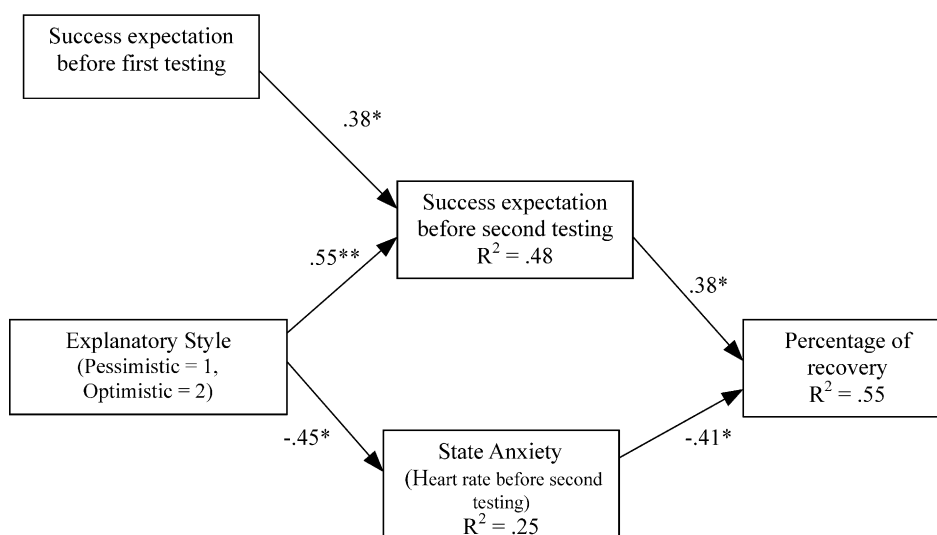 Success expectation
before first testing
.38*
Success expectation
before second testing
R² = .48
.55**
.38*
Explanatory Style
(Pessimistic = 1,
Optimistic = 2)
Percentage of
recovery
R² = .55
-.45*
-.41*
State Anxiety
(Heart rate before second
testing)
R² = .25